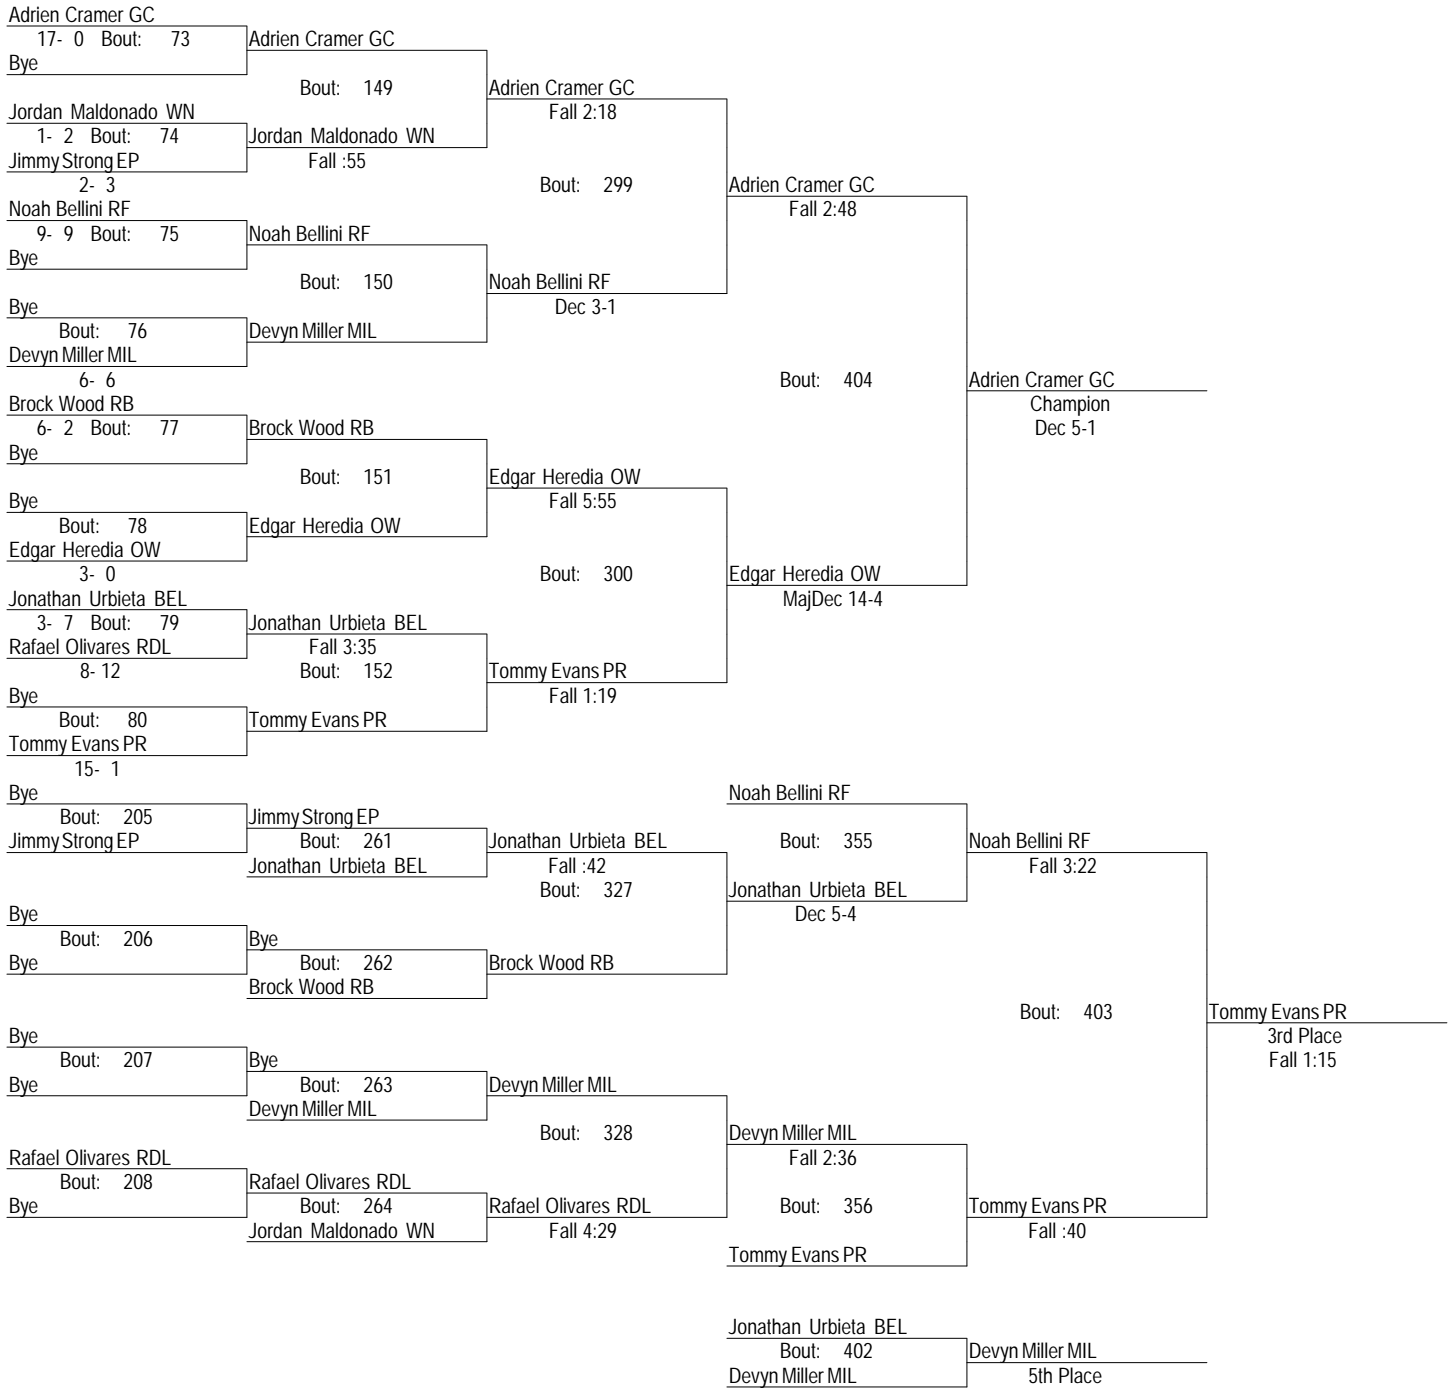 Adrien Cramer GC
17- 0 Bout: 73
Adrien Cramer GC
Bye
Bout: 149
Adrien Cramer GC
Jordan Maldonado WN
Fall 2:18
1- 2 Bout: 74
Jordan Maldonado WN
Jimmy Strong EP
Fall :55
2- 3
Bout: 299
Adrien Cramer GC
Noah Bellini RF
Fall 2:48
9- 9 Bout: 75
Noah Bellini RF
Bye
Bout: 150
Noah Bellini RF
Bye
Dec 3-1
Bout: 76
Devyn Miller MIL
Devyn Miller MIL
6- 6
Bout: 404
Adrien Cramer GC
Brock Wood RB
Champion
6- 2 Bout: 77
Brock Wood RB
Dec 5-1
Bye
Bout: 151
Edgar Heredia OW
Bye
Fall 5:55
Bout: 78
Edgar Heredia OW
Edgar Heredia OW
3- 0
Bout: 300
Edgar Heredia OW
Jonathan Urbieta BEL
MajDec 14-4
3- 7 Bout: 79
Jonathan Urbieta BEL
Rafael Olivares RDL
Fall 3:35
8- 12
Bout: 152
Tommy Evans PR
Bye
Fall 1:19
Bout: 80
Tommy Evans PR
Tommy Evans PR
15- 1
Bye
Noah Bellini RF
Bout: 205
Jimmy Strong EP
Jimmy Strong EP
Bout: 261
Jonathan Urbieta BEL
Bout: 355
Noah Bellini RF
Jonathan Urbieta BEL
Fall :42
Fall 3:22
Bout: 327
Jonathan Urbieta BEL
Bye
Dec 5-4
Bout: 206
Bye
Bye
Bout: 262
Brock Wood RB
Brock Wood RB
Bout: 403
Tommy Evans PR
Bye
3rd Place
Bout: 207
Bye
Fall 1:15
Bye
Bout: 263
Devyn Miller MIL
Devyn Miller MIL
Bout: 328
Devyn Miller MIL
Rafael Olivares RDL
Fall 2:36
Bout: 208
Rafael Olivares RDL
Bye
Bout: 264
Rafael Olivares RDL
Bout: 356
Tommy Evans PR
Jordan Maldonado WN
Fall 4:29
Fall :40
Tommy Evans PR
Jonathan Urbieta BEL
Bout: 402
Devyn Miller MIL
Devyn Miller MIL
5th Place